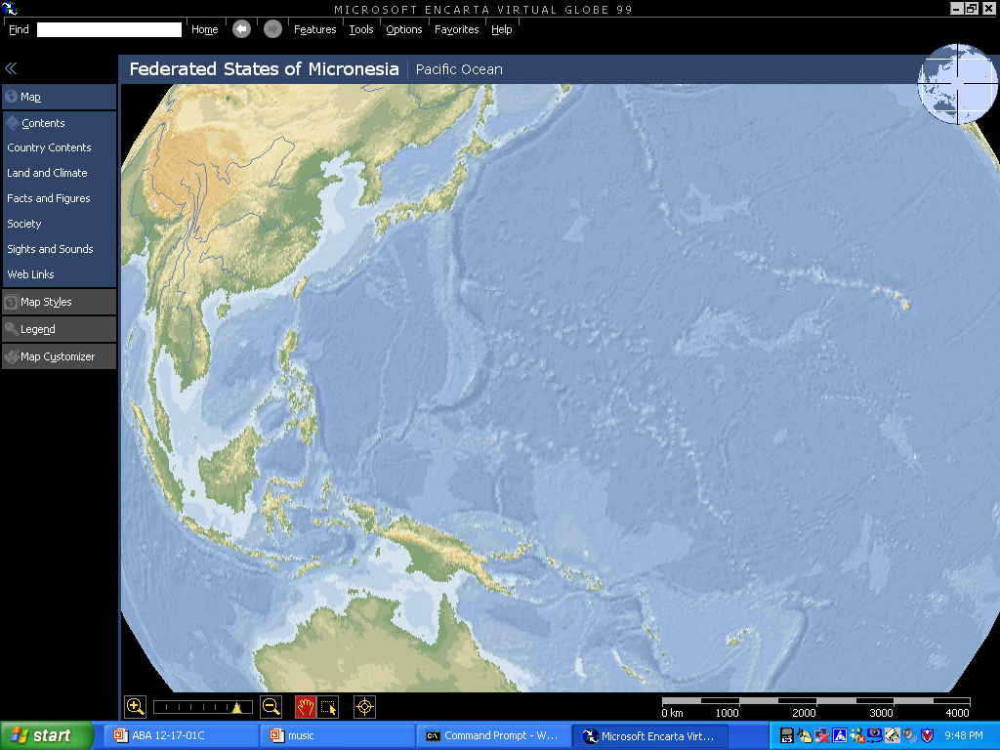 MICROSOFT ENCARTA VIRTUAL GLOBE 99
Find Home Features Tools Options Favorites Help
Federated States of Micronesia Pacific Ocean
Map
Contents
Country Contents
Land and Climate
Facts and Figures
Society
Sights and Sounds
Web Links
Map Styles
Legend
Map Customizer
0 km 1000 2000 3000 4000
start ABA 12-17-01C music Command Prompt - W... Microsoft Encarta Virt... 9:48 PM